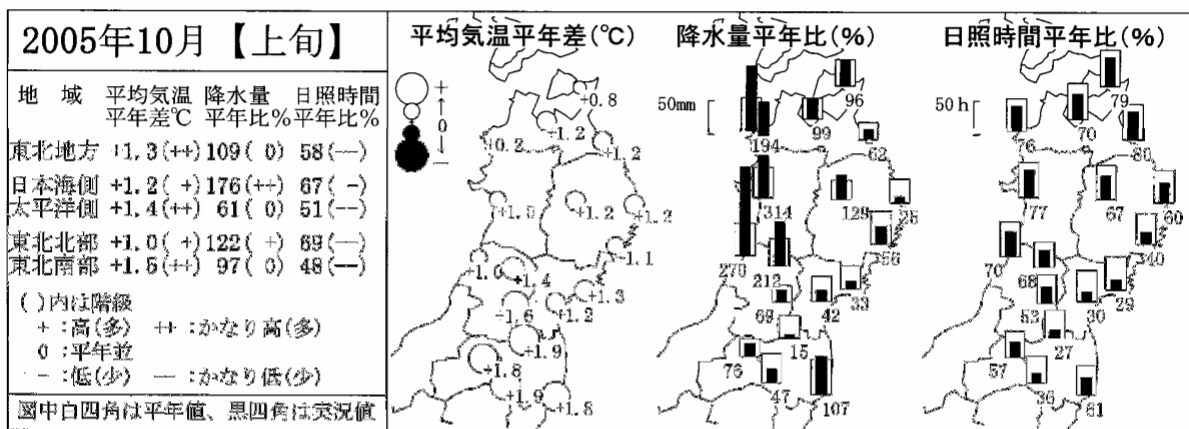 2005年10月【上旬】
地 域 平均気温 降水量 日照時間
平年差℃ 平年比% 平年比%
東北地方 +1.3(++) 109( 0) 58(--)
日本海側 +1.2( +) 176(++) 67( -)
太平洋側 +1.4(++) 61( 0) 51(--)
東北北部 +1.0( +) 122( +) 69(--)
東北南部 +1.5(++) 97( 0) 48(--)
( )内は階級
+ :高(多) ++ :かなり高(多)
0 :平年並
- :低(少) -- :かなり低(少)
図中白四角は平年値、黒四角は実況値
平均気温平年差(℃)
+
↑
0
↓
-
+0.8
+1.2
+0.2
+1.2
+1.2
+1.2
+1.1
+1.0
+1.4
+1.3
+1.2
+1.9
+1.8
+1.9
+1.8
降水量平年比(%)
50mm
96
99
194
62
314
129
56
270
212
33
69
42
15
76
47
107
日照時間平年比(%)
50h
79
70
76
80
77
67
60
40
70
68
29
53
30
27
57
36
61